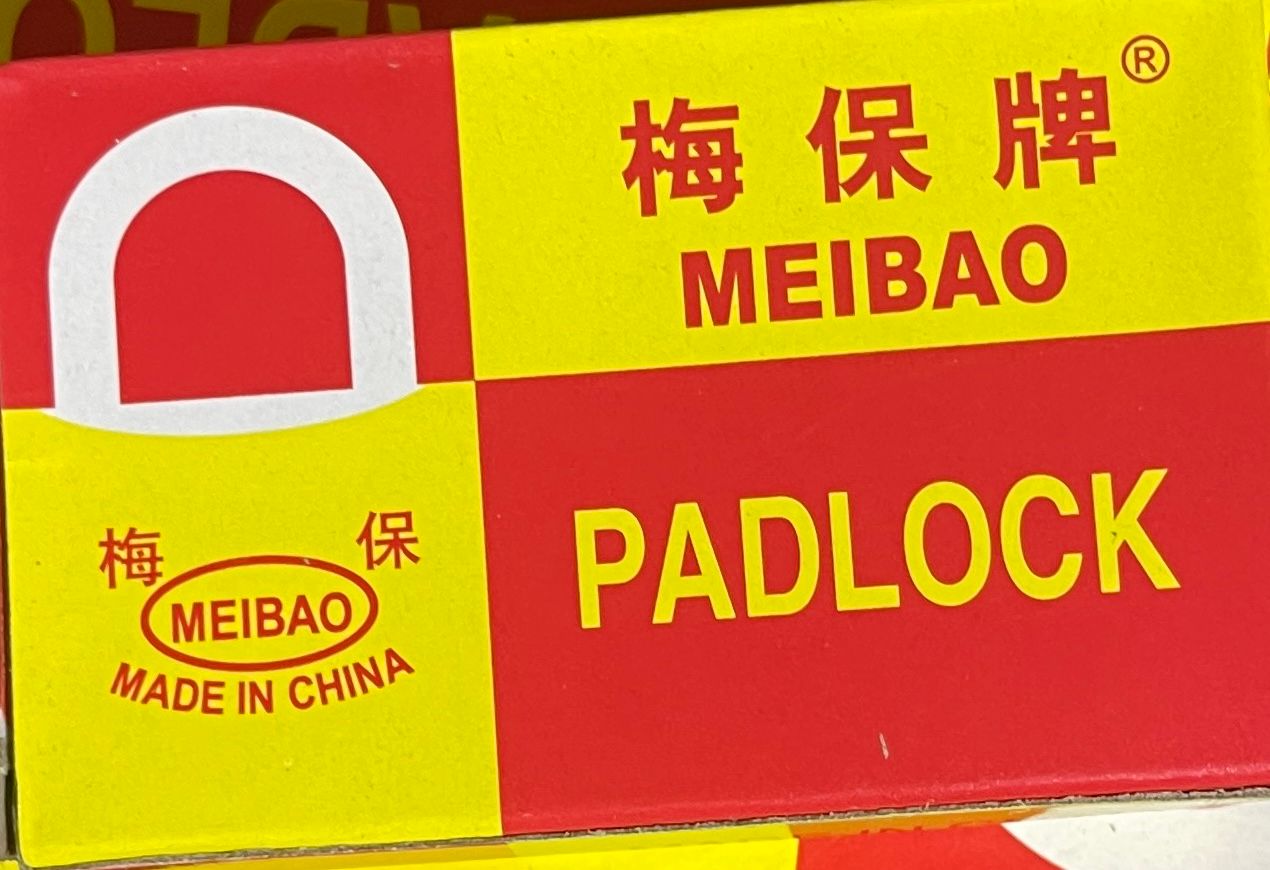 梅保牌®
MEIBAO
PADLOCK
梅 保
MEIBAO
MADE IN CHINA